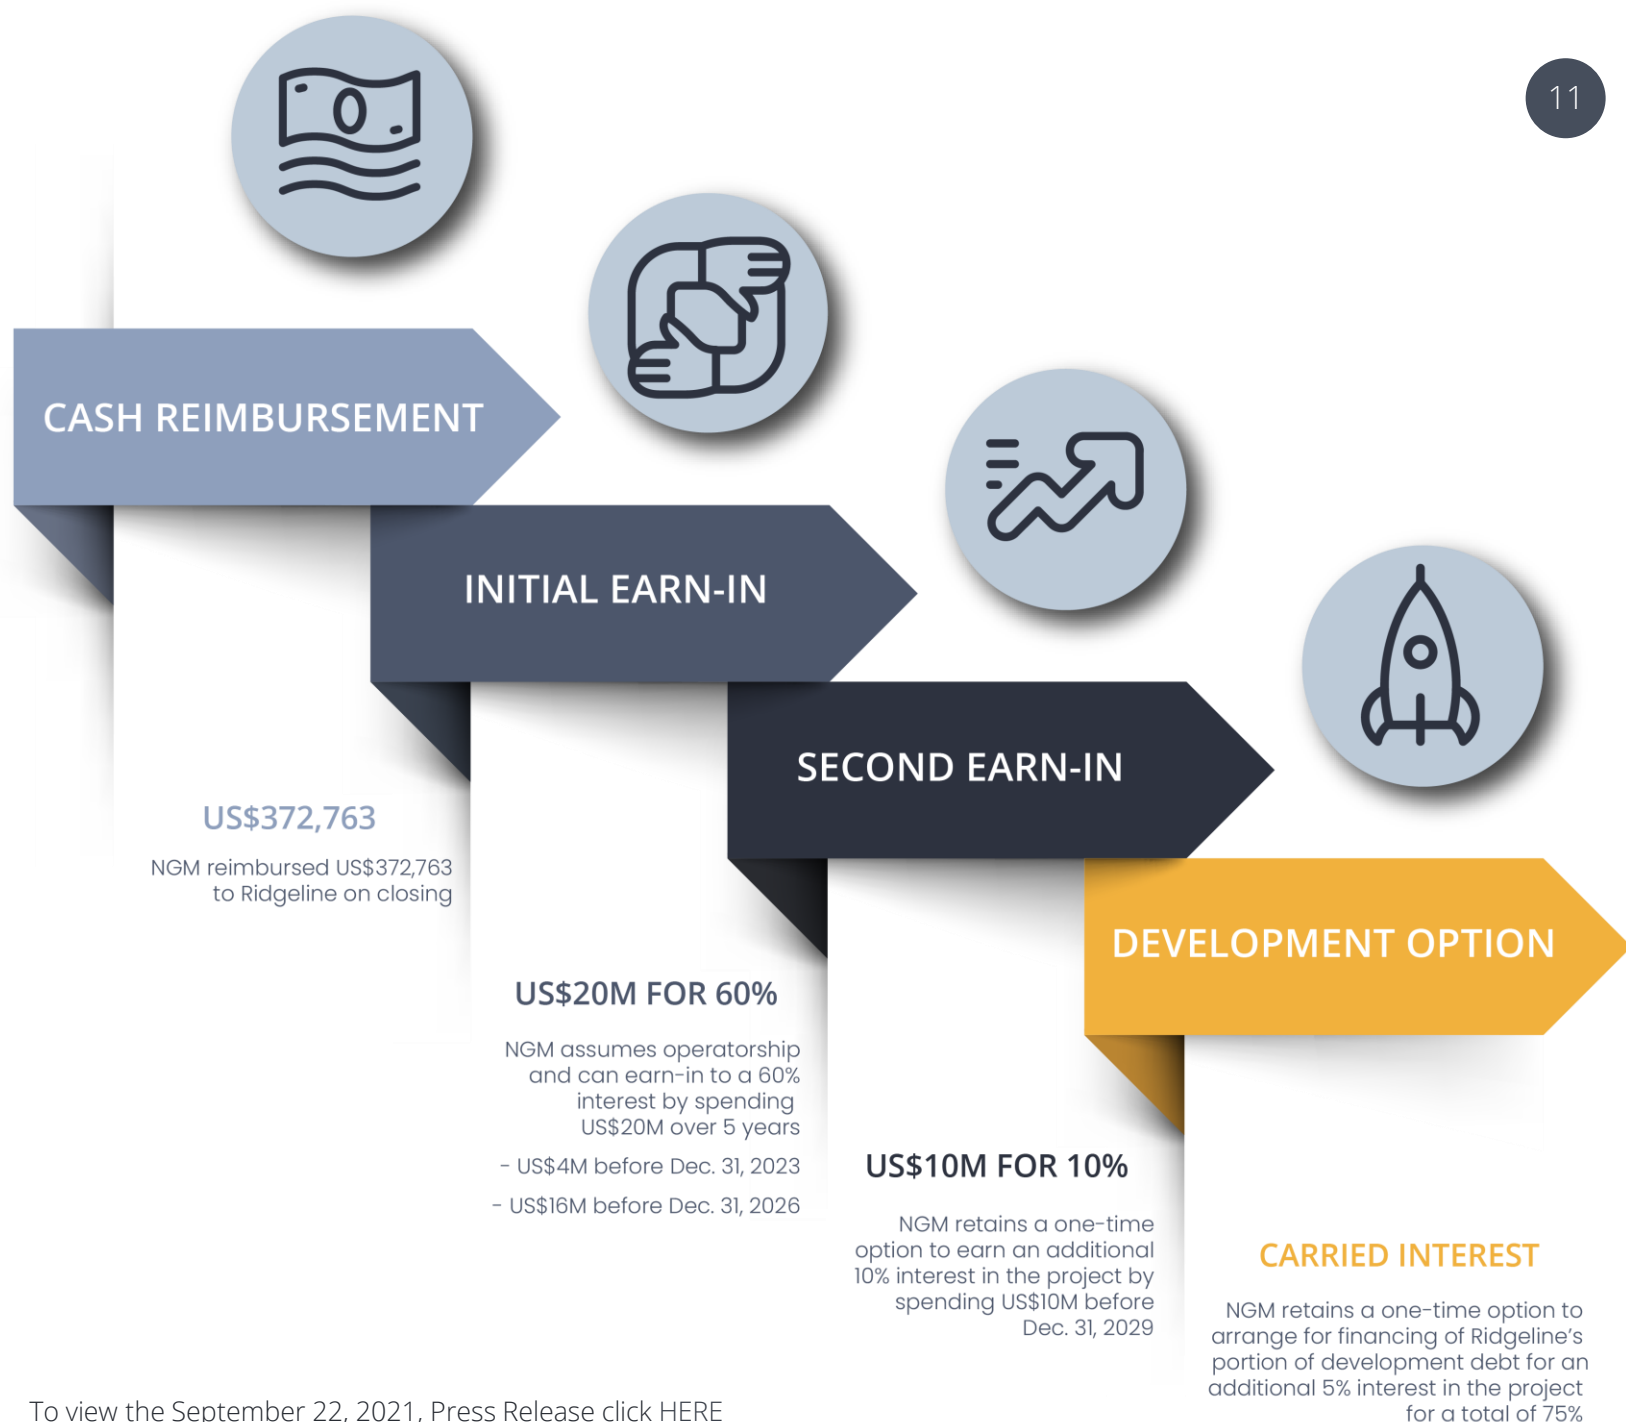 11
CASH REIMBURSEMENT
US$372,763
NGM reimbursed US$372,763
to Ridgeline on closing
INITIAL EARN-IN
US$20M FOR 60%
NGM assumes operatorship
and can earn-in to a 60%
interest by spending
US$20M over 5 years
- US$4M before Dec. 31, 2023
- US$16M before Dec. 31, 2026
SECOND EARN-IN
US$10M FOR 10%
NGM retains a one-time
option to earn an additional
10% interest in the project by
spending US$10M before
Dec. 31, 2029
DEVELOPMENT OPTION
CARRIED INTEREST
NGM retains a one-time option to
arrange for financing of Ridgeline’s
portion of development debt for an
additional 5% interest in the project
for a total of 75%
To view the September 22, 2021, Press Release click HERE